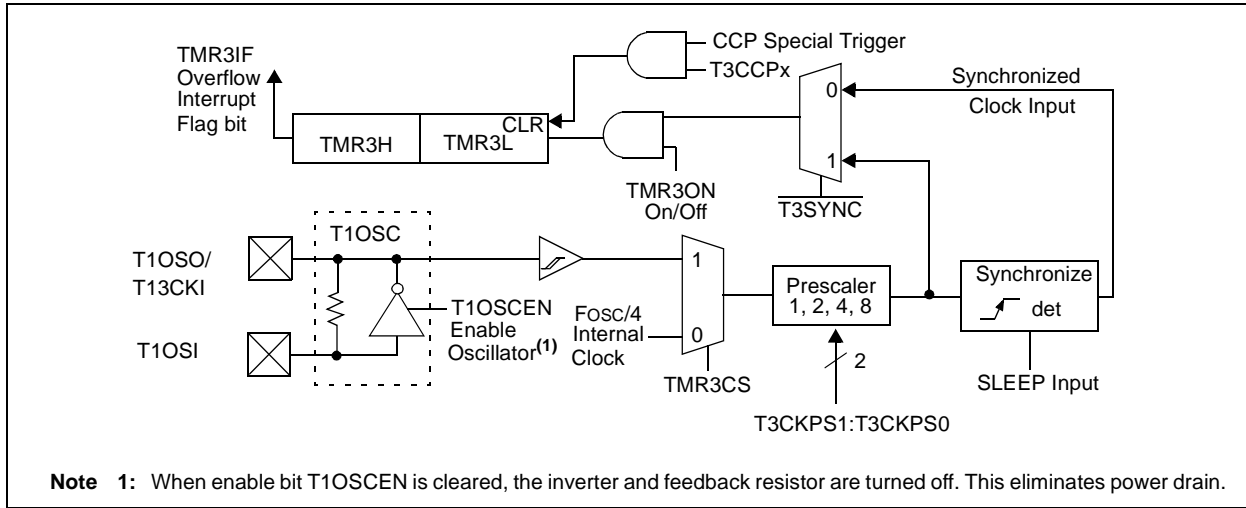 TMR3IF
Overflow
Interrupt
Flag bit
TMR3H
TMR3L
CLR
CCP Special Trigger
T3CCPx
TMR3ON
On/Off
0
1
T3SYNC
Synchronized
Clock Input
T1OSO/
T13CKI
T1OSI
T1OSC
T1OSCEN
Enable
Oscillator(1)
FOSC/4
Internal
Clock
1
0
TMR3CS
Prescaler
1, 2, 4, 8
2
T3CKPS1:T3CKPS0
Synchronize
det
SLEEP Input
Note 1: When enable bit T1OSCEN is cleared, the inverter and feedback resistor are turned off. This eliminates power drain.